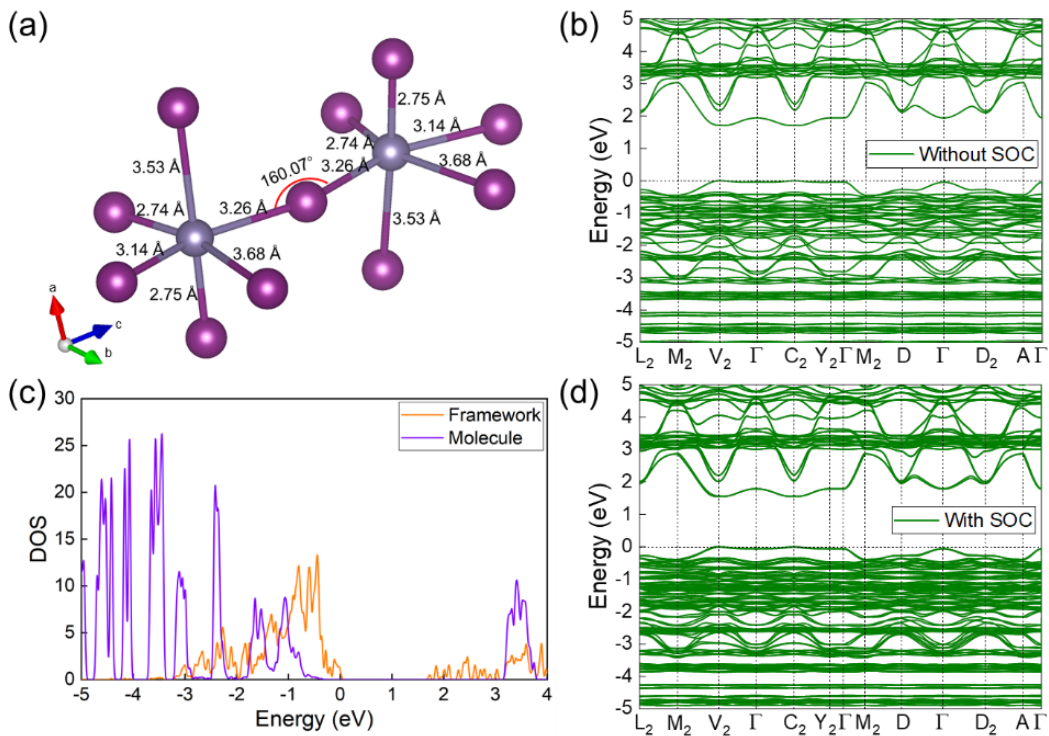 (a)
2.75 Å
3.14 Å
2.74 Å
3.26 Å
3.68 Å
160.07°
3.53 Å
3.53 Å
2.74 Å
3.26 Å
3.14 Å
3.68 Å
2.75 Å
a
c
b
(b)
Energy (eV)
5
4
3
2
1
0
-1
-2
-3
-4
-5
Without SOC
L2 M2 V2 Γ C2 Y2 Γ M2 D Γ D2 A Γ
(c)
DOS
30
25
20
15
10
5
0
Framework
Molecule
-5 -4 -3 -2 -1 0 1 2 3 4
Energy (eV)
(d)
Energy (eV)
5
4
3
2
1
0
-1
-2
-3
-4
-5
With SOC
L2 M2 V2 Γ C2 Y2 Γ M2 D Γ D2 A Γ